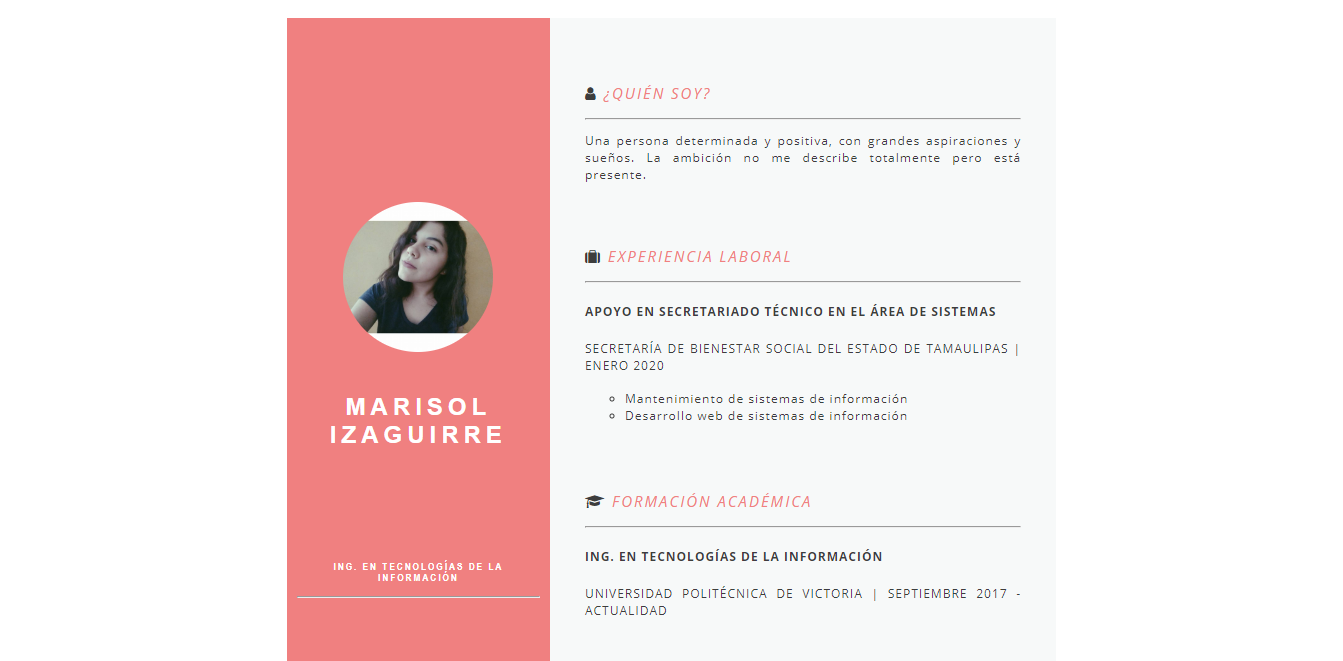 MARISOL
IZAGUIRRE
ING. EN TECNOLOGÍAS DE LA
INFORMACIÓN
¿QUIÉN SOY?
Una persona determinada y positiva, con grandes aspiraciones y
sueños. La ambición no me describe totalmente pero está
presente.
EXPERIENCIA LABORAL
APOYO EN SECRETARIADO TÉCNICO EN EL ÁREA DE SISTEMAS
SECRETARÍA DE BIENESTAR SOCIAL DEL ESTADO DE TAMAULIPAS |
ENERO 2020
Mantenimiento de sistemas de información
Desarrollo web de sistemas de información
FORMACIÓN ACADÉMICA
ING. EN TECNOLOGÍAS DE LA INFORMACIÓN
UNIVERSIDAD POLITÉCNICA DE VICTORIA | SEPTIEMBRE 2017 -
ACTUALIDAD